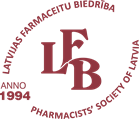 LATVIJAS FARMACEITU BIEDRĪBA
LFB
ANNO
1994
PHARMACISTS' SOCIETY OF LATVIA